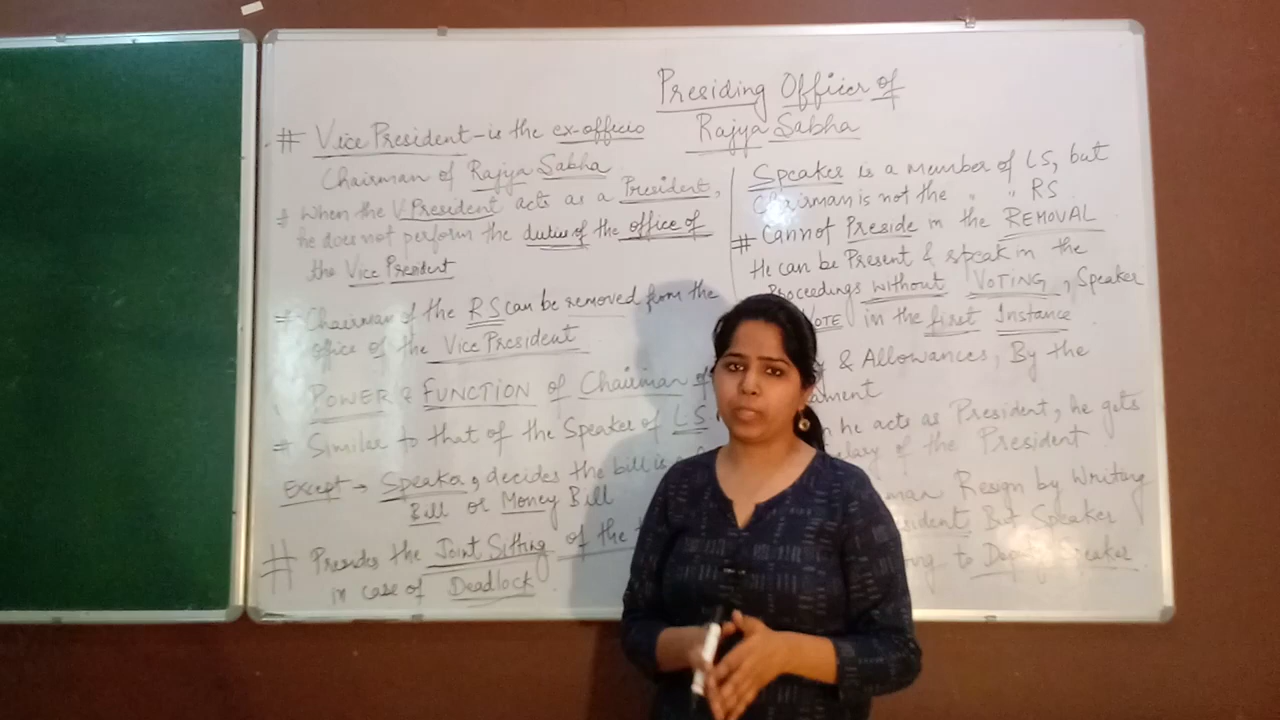 Presiding Officer of
Rajya Sabha
# Vice President - is the ex-officio
Chairman of Rajya Sabha
When the V.President acts as a President,
he does not perform the duties of the office of
the Vice President
Chairman of the RS can be removed from the
office of the Vice President
POWER & FUNCTION of Chairman of
Similar to that of the Speaker of LS
Except → Speaker, decides the bill is a
Bill or Money Bill
# Presides the Joint Sitting of the
in case of Deadlock
Speaker is a member of LS, but
Chairman is not the " " RS
# Cannot Preside in the REMOVAL
He can be Present & speak in the
Proceedings without VOTING, Speaker
VOTE in the first Instance
& Allowances, By the
he acts as President, he gets
of the President
Resign by Writing
But Speaker
to Deputy Speaker